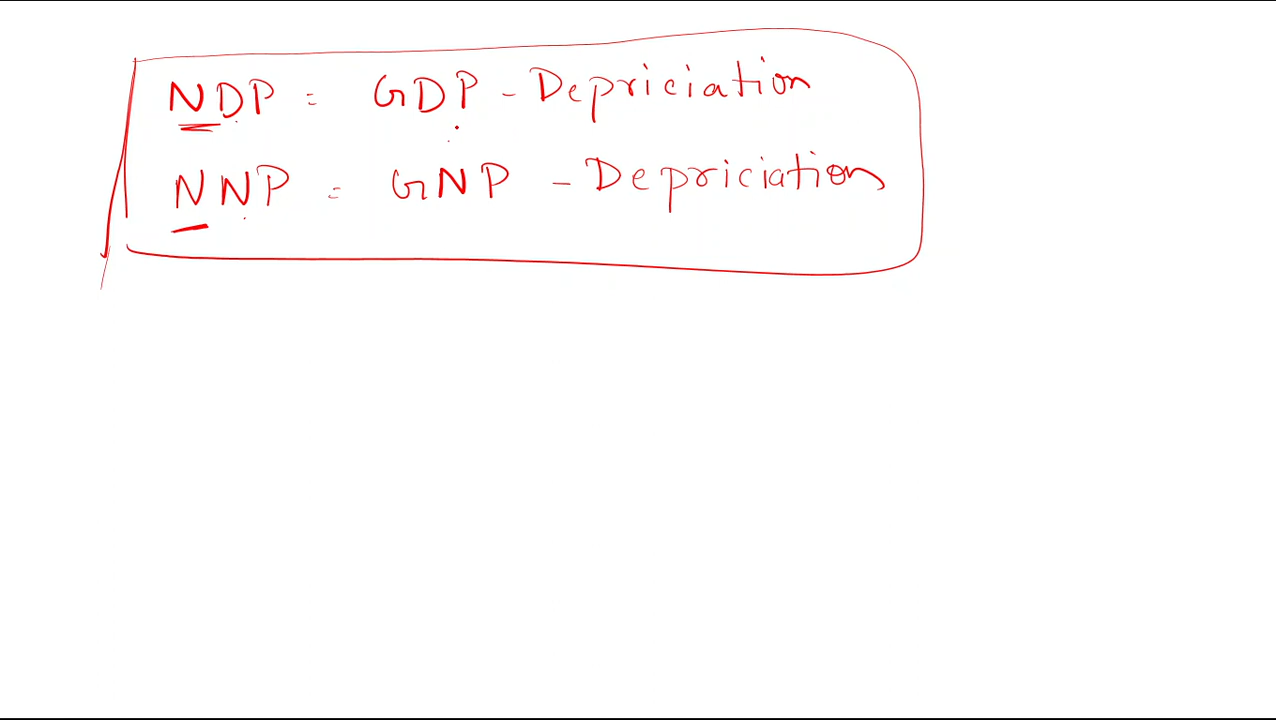 NDP = GDP - Depriciation
NNP = GNP - Depriciation